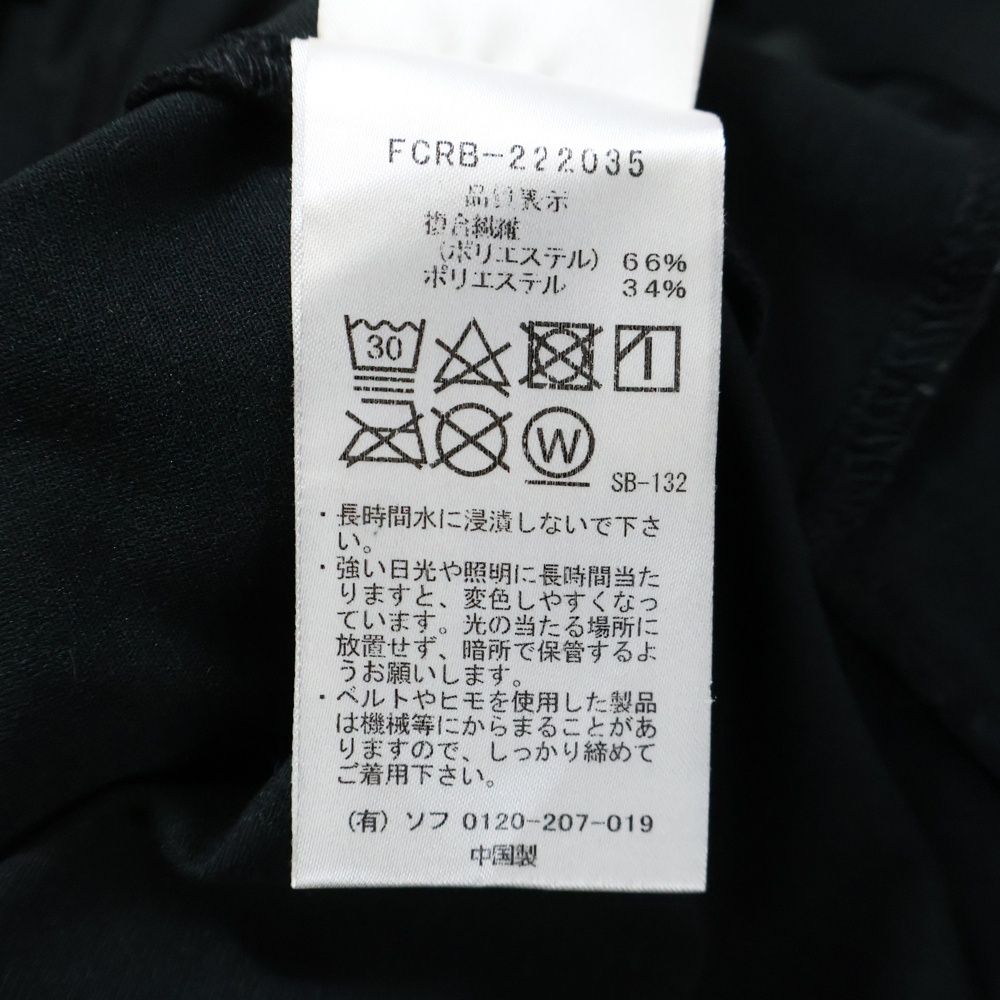 FCRB-222035
品質表示
複合繊維
(ポリエステル) 66%
ポリエステル 34%
30
W
SB-132
・長時間水に浸漬しないで下さ
い。
・強い日光や照明に長時間当た
りますと、変色しやすくなっ
ています。光の当たる場所に
放置せず、暗所で保管するよ
うお願いします。
・ベルトやヒモを使用した製品
は機械等にからまることがあ
りますので、しっかり締めて
ご着用下さい。
(有) ソフ 0120-207-019
中国製